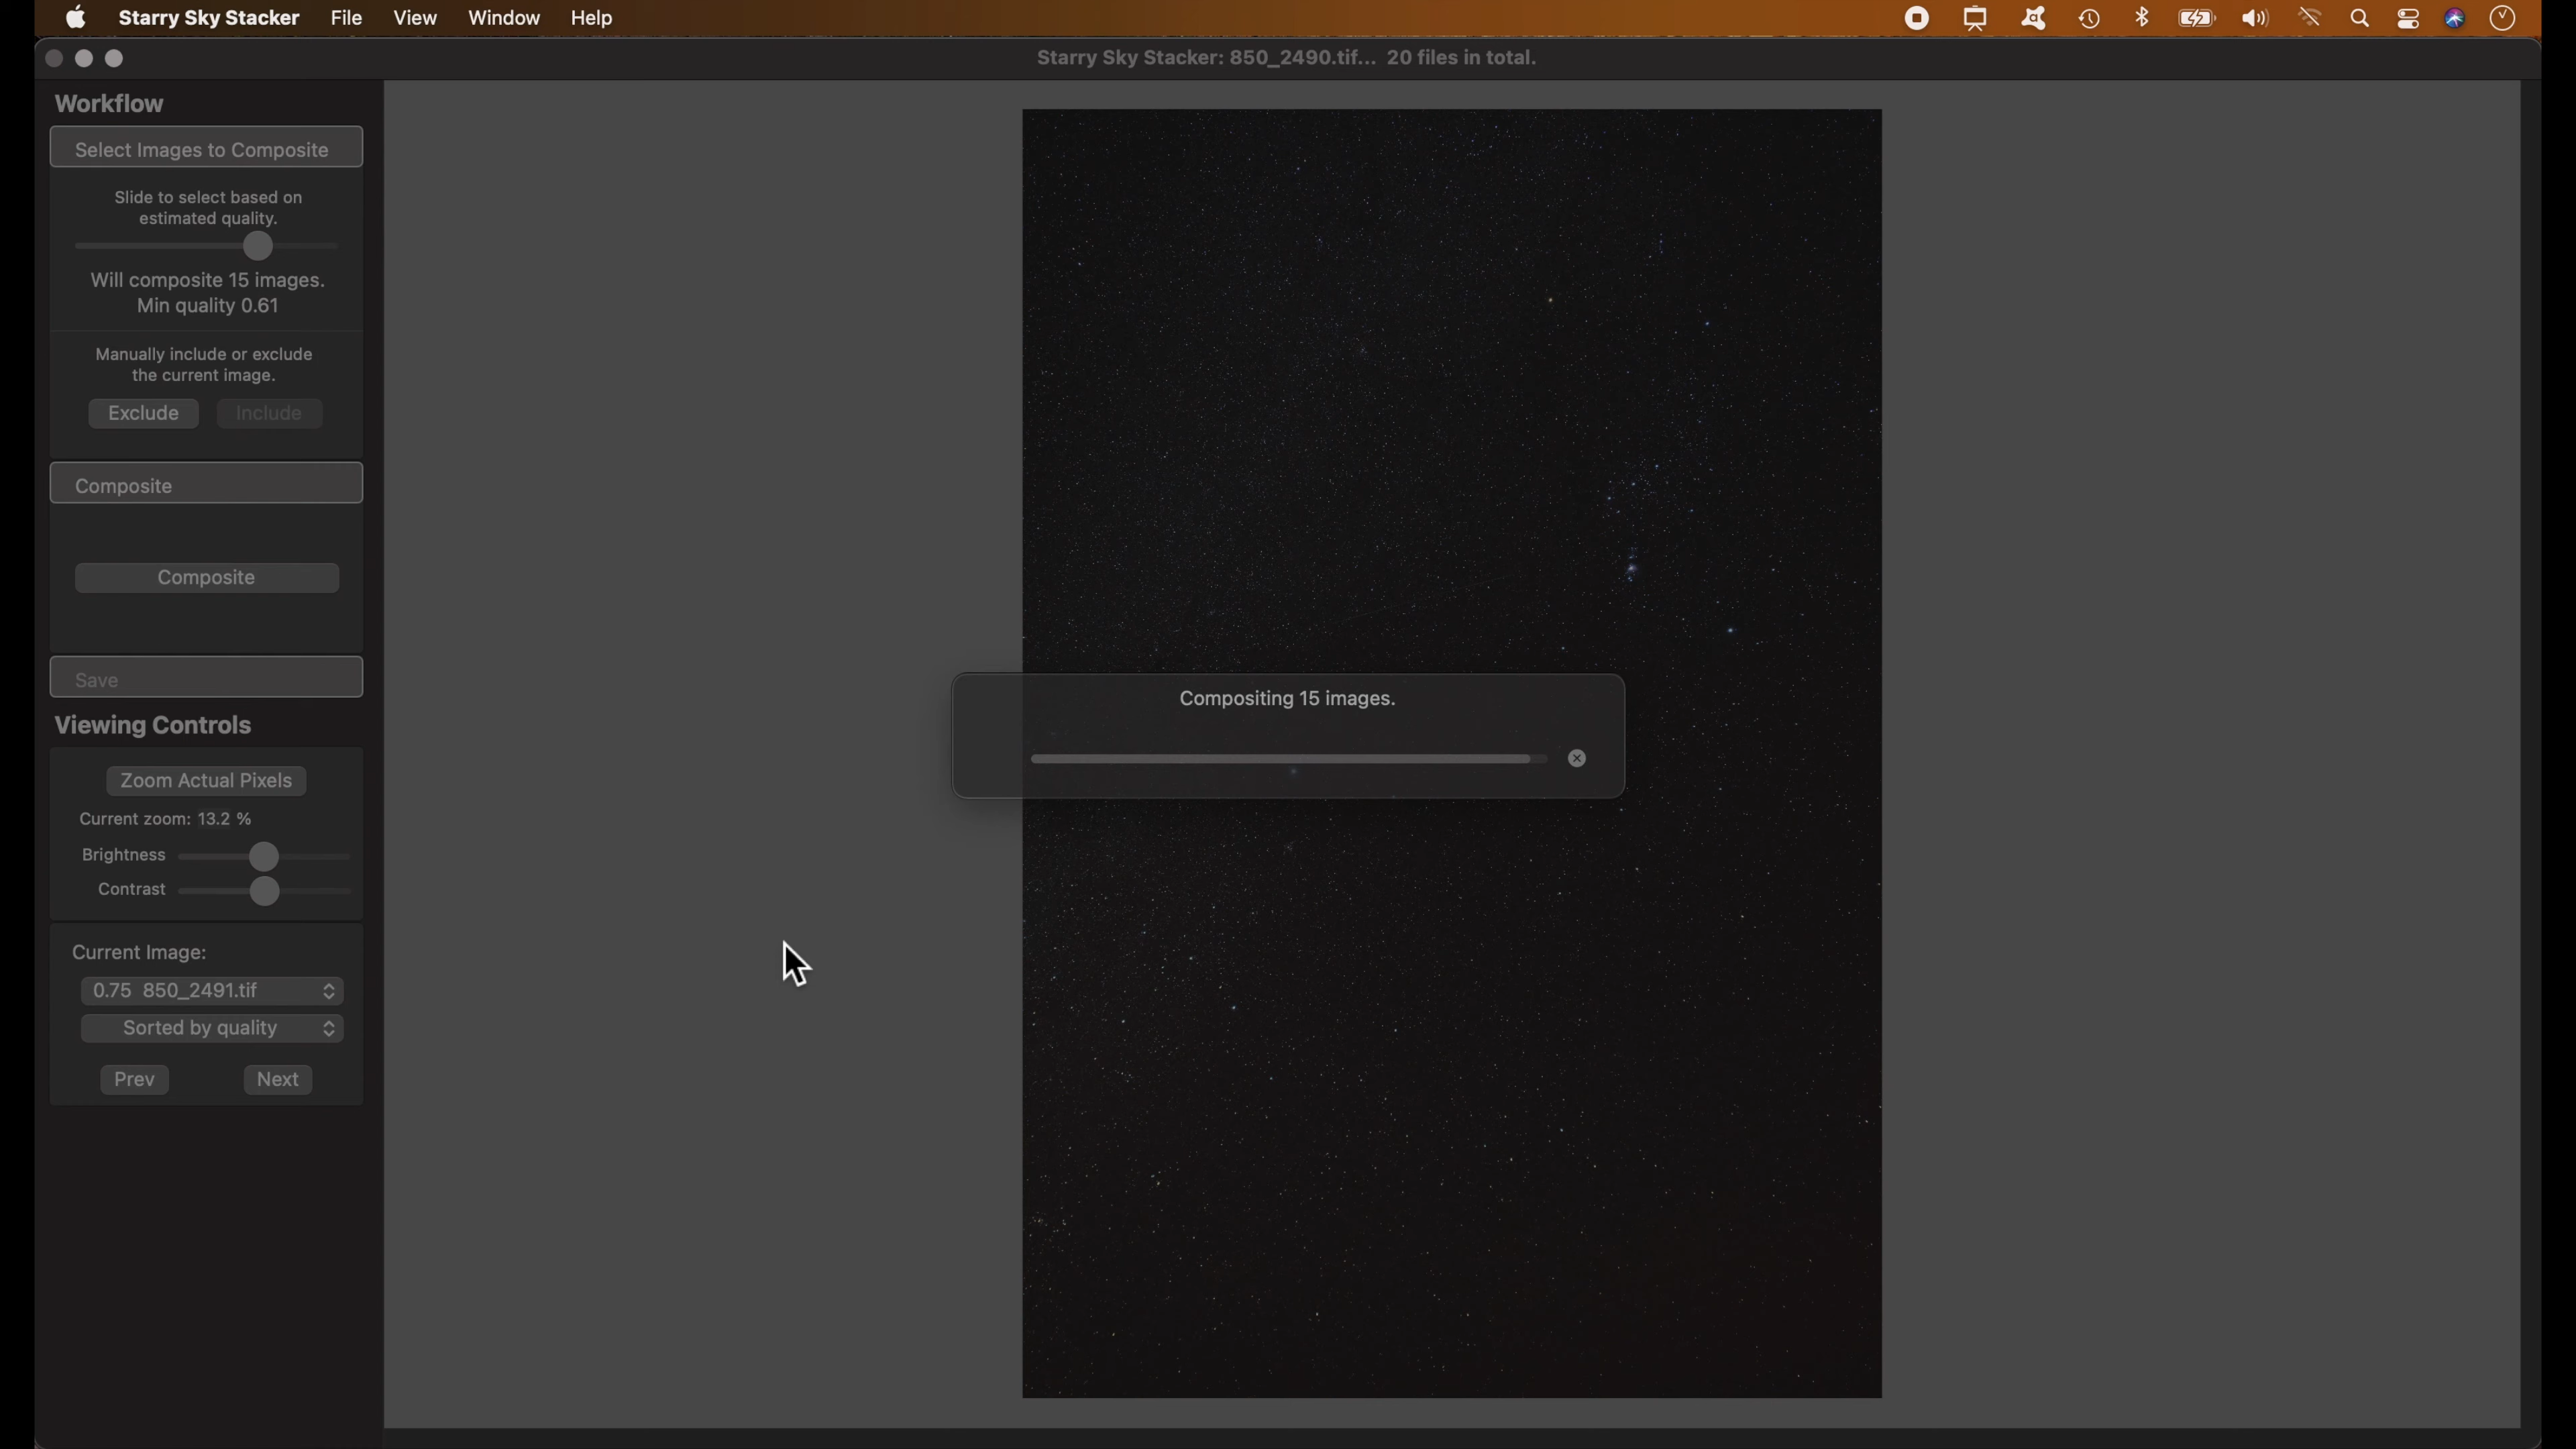 Starry Sky Stacker File View Window Help
Starry Sky Stacker: 850_2490.tif... 20 files in total.
Workflow
Select Images to Composite
Slide to select based on
estimated quality.
Will composite 15 images.
Min quality 0.61
Manually include or exclude
the current image.
Exclude Include
Composite
Composite
Save
Compositing 15 images.
Viewing Controls
Zoom Actual Pixels
Current zoom: 13.2 %
Brightness
Contrast
Current Image:
0.75 850_2491.tif
Sorted by quality
Prev Next